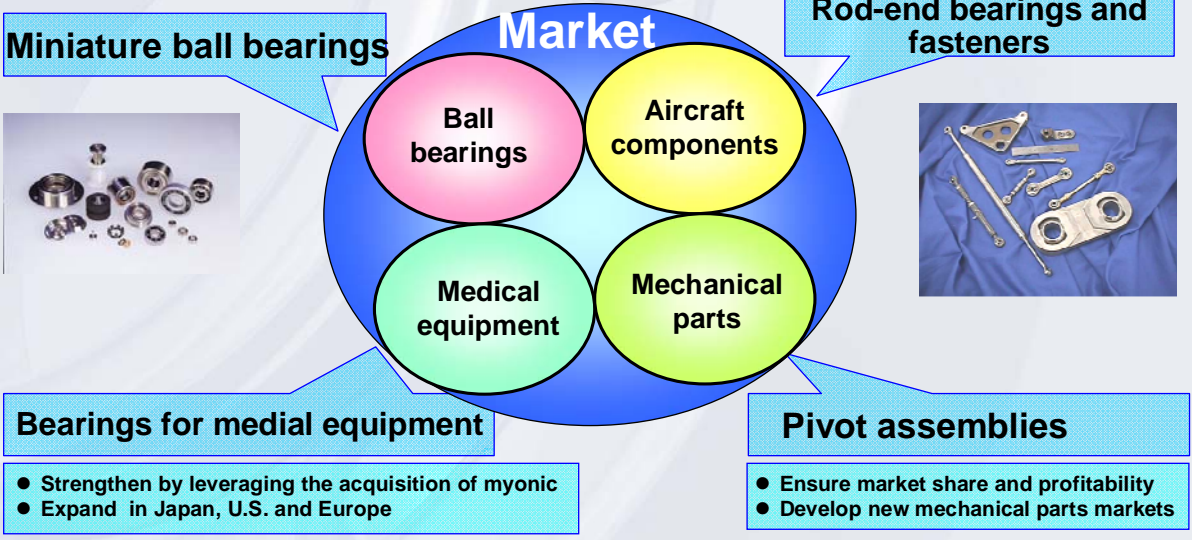 Market
Miniature ball bearings
Rod-end bearings and
fasteners
Ball
bearings
Aircraft
components
Medical
equipment
Mechanical
parts
Bearings for medial equipment
● Strengthen by leveraging the acquisition of myonic
● Expand in Japan, U.S. and Europe
Pivot assemblies
● Ensure market share and profitability
● Develop new mechanical parts markets